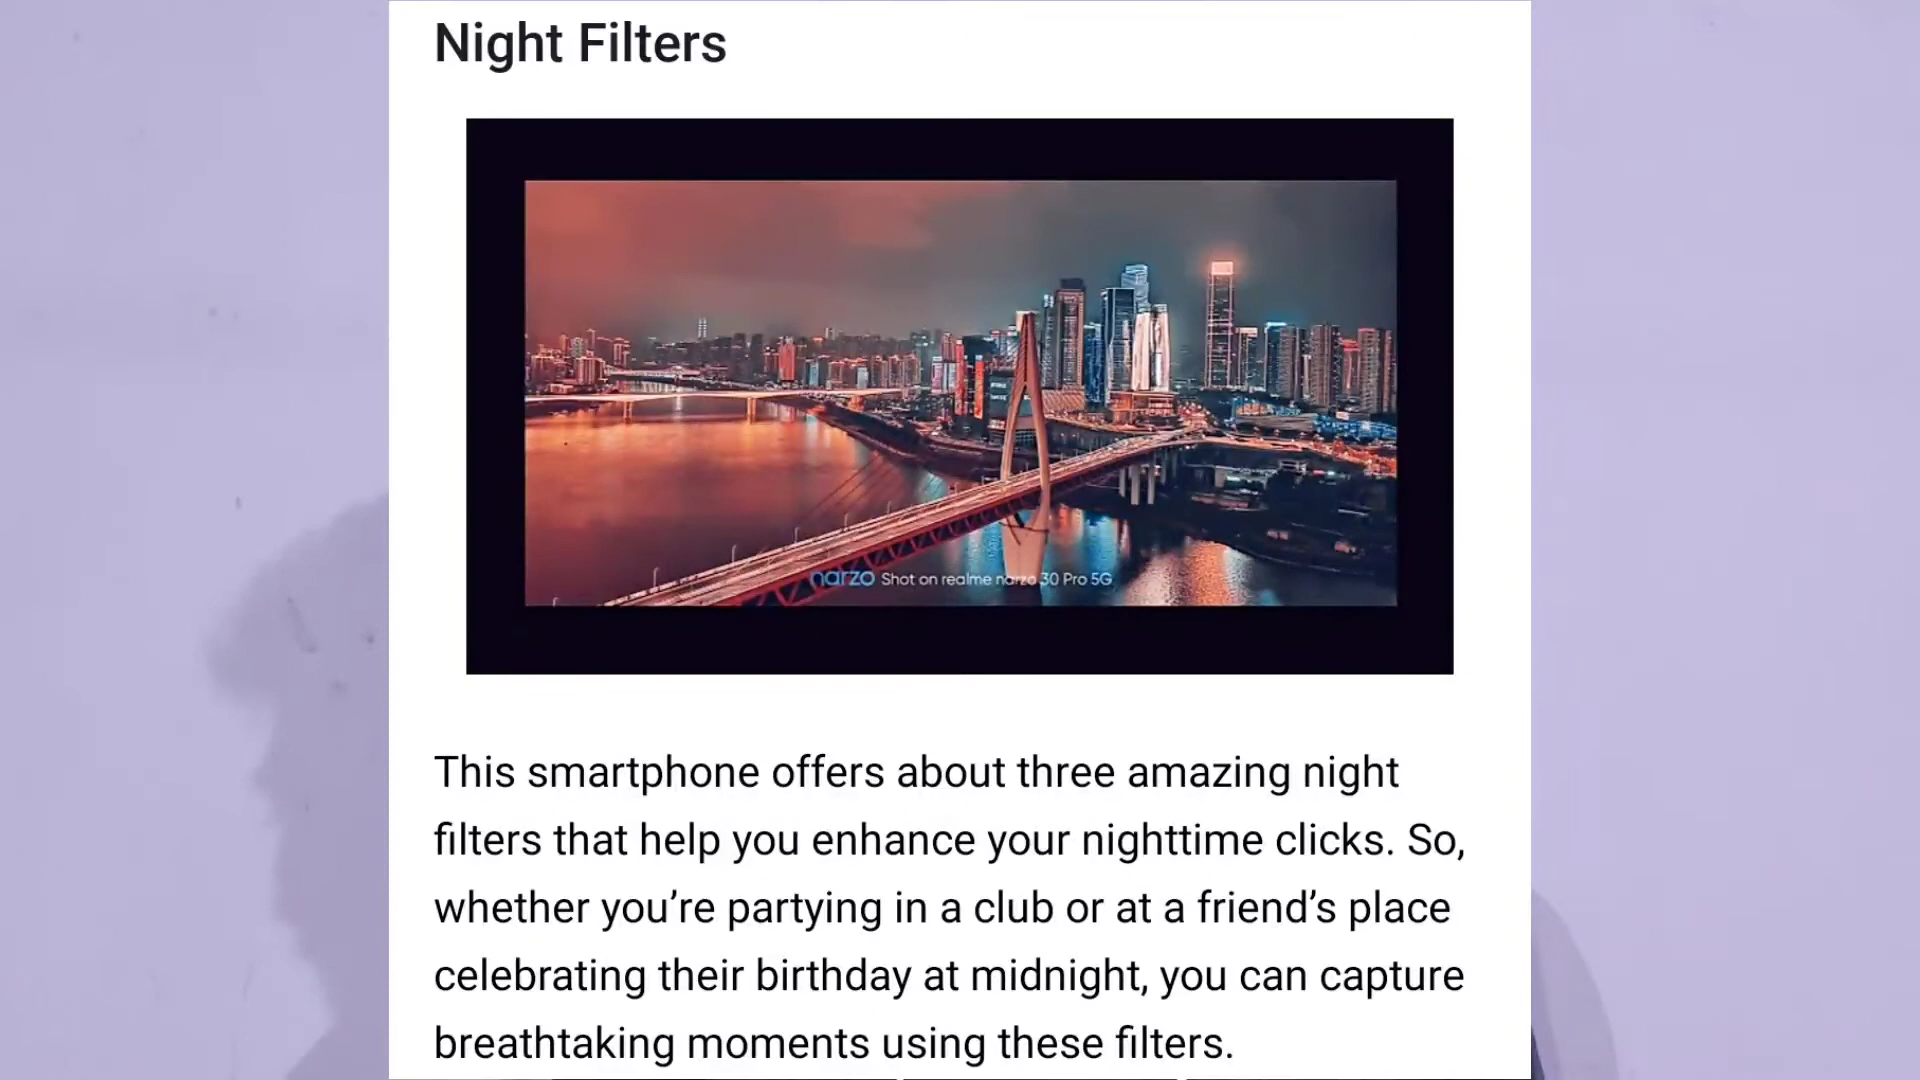 Night Filters
narzo Shot on realme narzo 30 Pro 5G
This smartphone offers about three amazing night
filters that help you enhance your nighttime clicks. So,
whether you’re partying in a club or at a friend’s place
celebrating their birthday at midnight, you can capture
breathtaking moments using these filters.